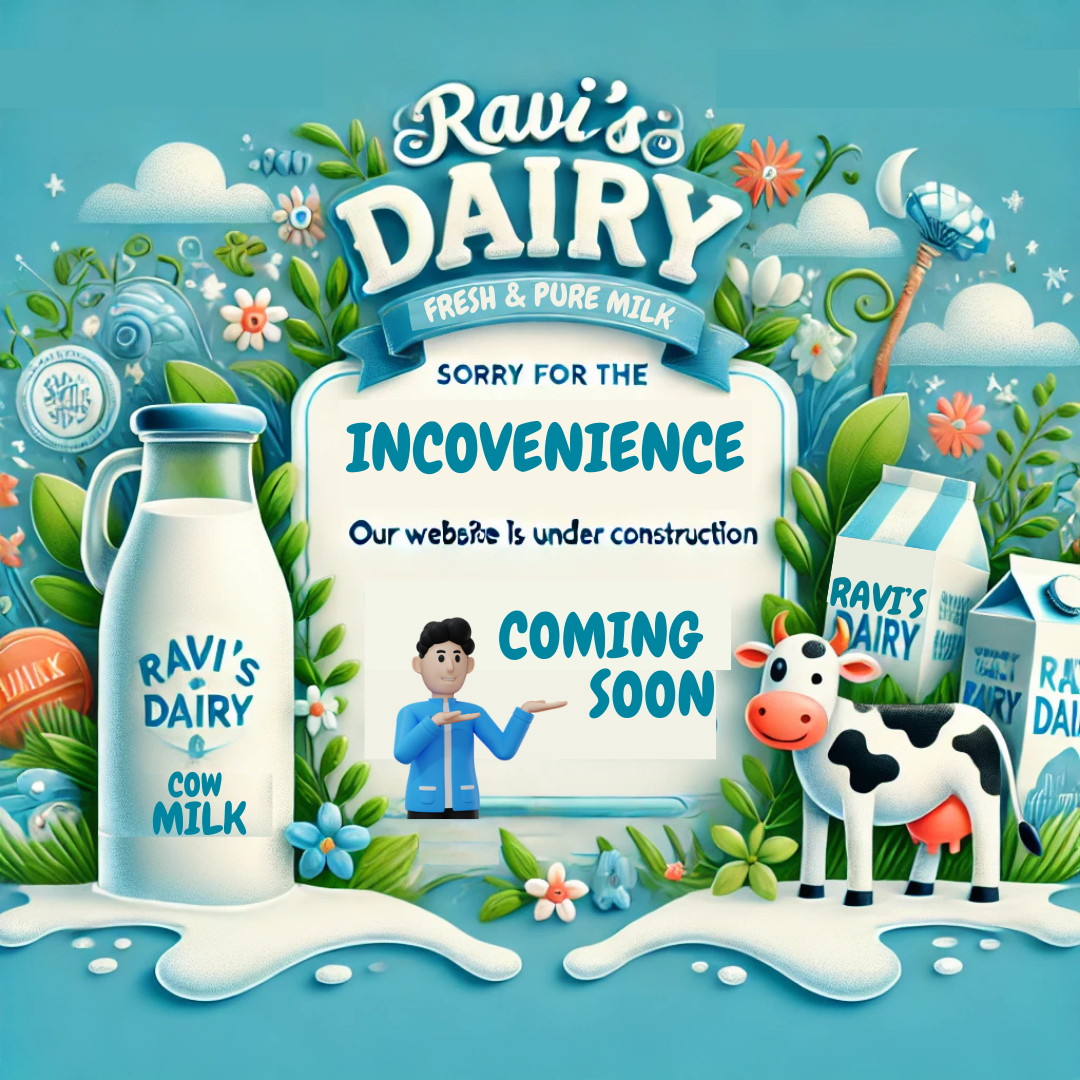 Ravi's
DAIRY
FRESH & PURE MILK
SORRY FOR THE
INCOVENIENCE
Our website is under construction
COMING
SOON
RAVI'S
DAIRY
COW
MILK
RAVI'S
DAIRY